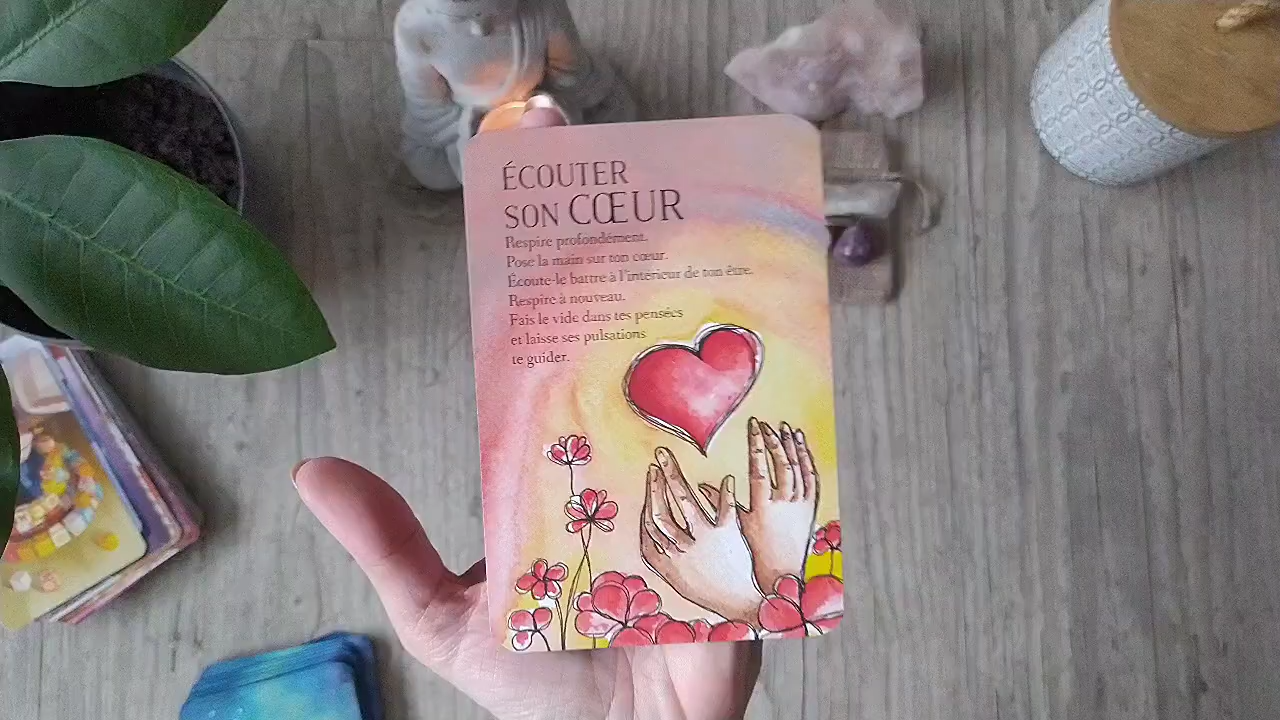 ÉCOUTER
SON CŒUR
Respire profondément.
Pose la main sur ton cœur.
Écoute-le battre à l'intérieur de ton être.
Respire à nouveau.
Fais le vide dans tes pensées
et laisse ses pulsations
te guider.